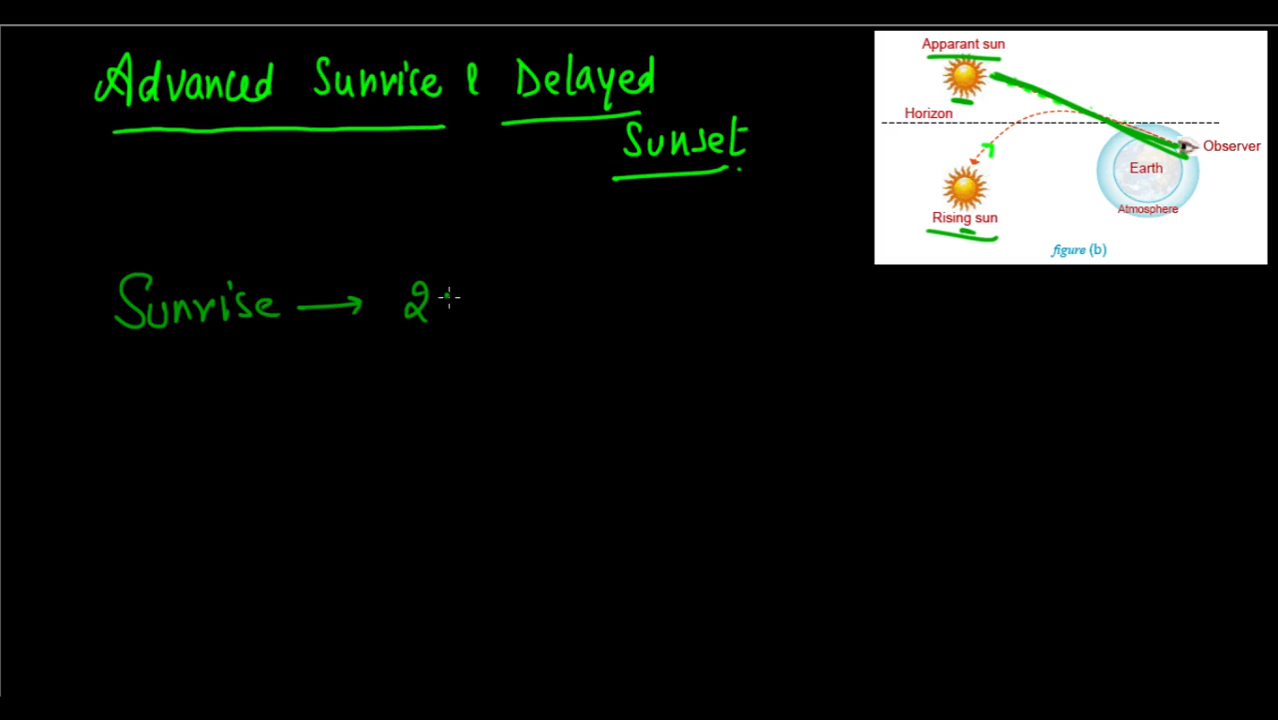 Advanced Sunrise & Delayed
Sunset
Sunrise → 2
Apparant sun
Horizon
Observer
Earth
Rising sun
Atmosphere
figure (b)